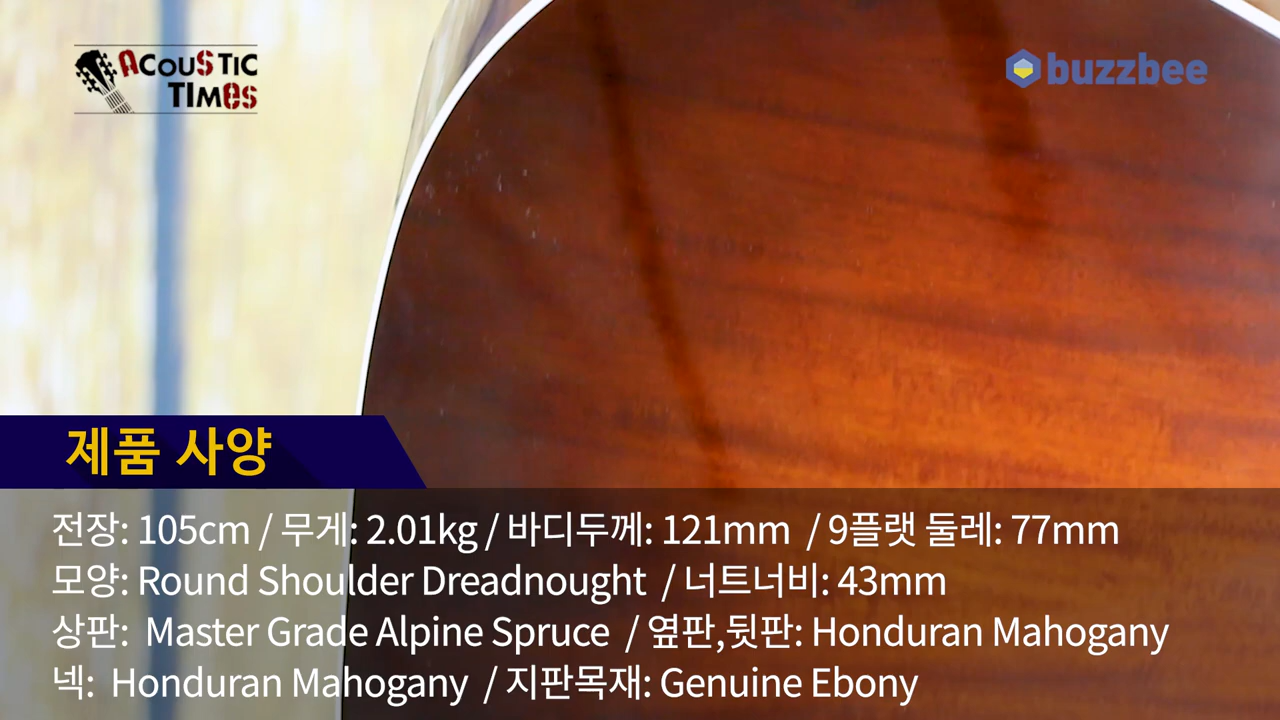 ACOUSTIC
TIMES
buzzbee
제품 사양
전장: 105cm / 무게: 2.01kg / 바디두께: 121mm / 9플랫 둘레: 77mm
모양: Round Shoulder Dreadnought / 너트너비: 43mm
상판: Master Grade Alpine Spruce / 옆판,뒷판: Honduran Mahogany
넥: Honduran Mahogany / 지판목재: Genuine Ebony